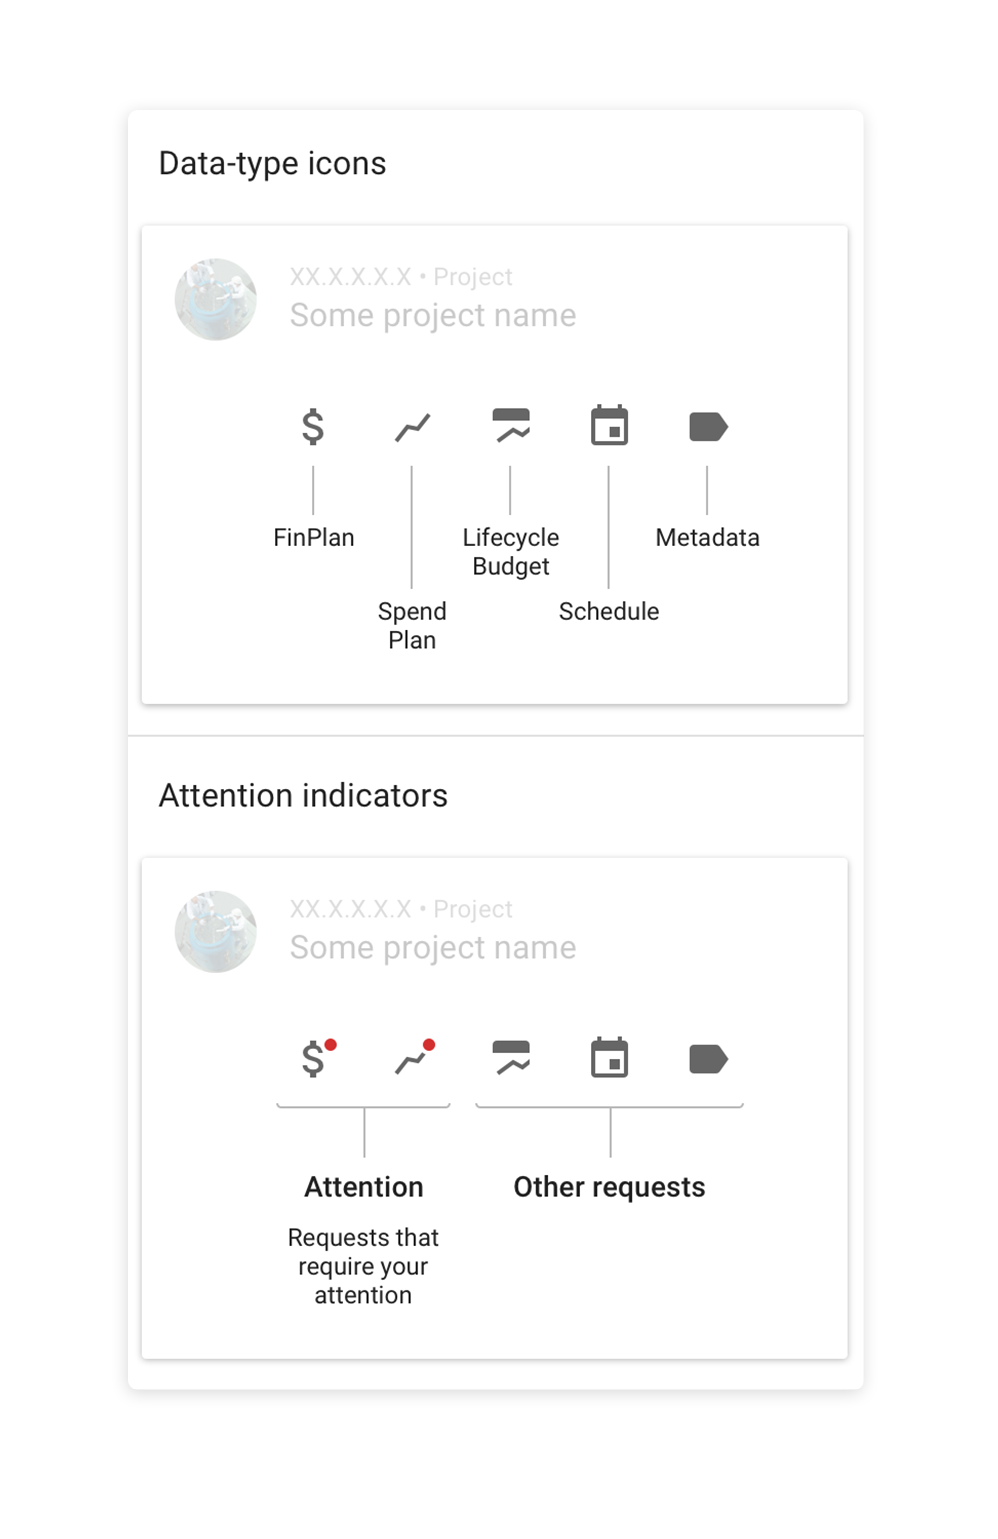 Data-type icons
XX.X.X.X.X • Project
Some project name
FinPlan
Lifecycle
Budget
Metadata
Spend
Plan
Schedule
Attention indicators
XX.X.X.X.X • Project
Some project name
Attention
Other requests
Requests that
require your
attention